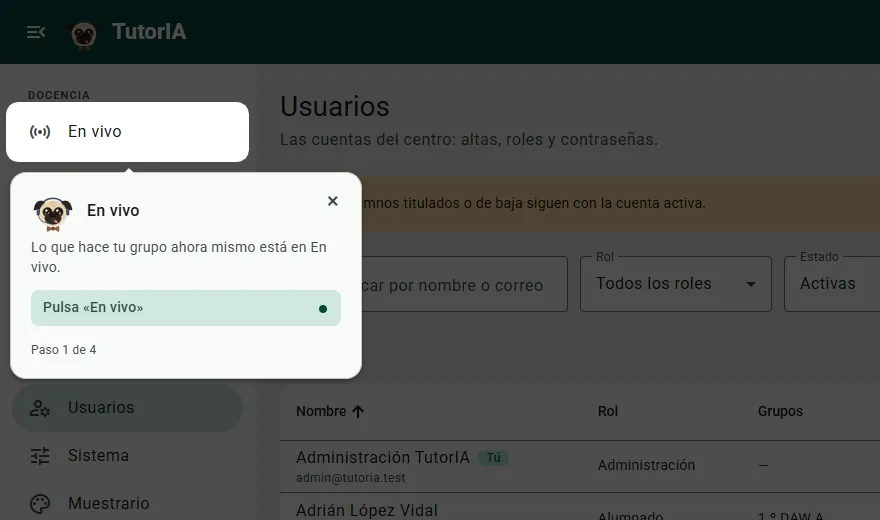 TutorIA
DOCENCIA
En vivo
En vivo
Lo que hace tu grupo ahora mismo está en En
vivo.
Pulsa «En vivo»
Paso 1 de 4
Usuarios
Sistema
Muestrario
Usuarios
Las cuentas del centro: altas, roles y contraseñas.
titulados o de baja siguen con la cuenta activa.
por nombre o correo
Rol
Todos los roles
Estado
Activas
Nombre
Rol
Grupos
Administración TutorIA
Tú
admin@tutoria.test
Administración
—
Adrián López Vidal
Alumnado
1.º DAW A